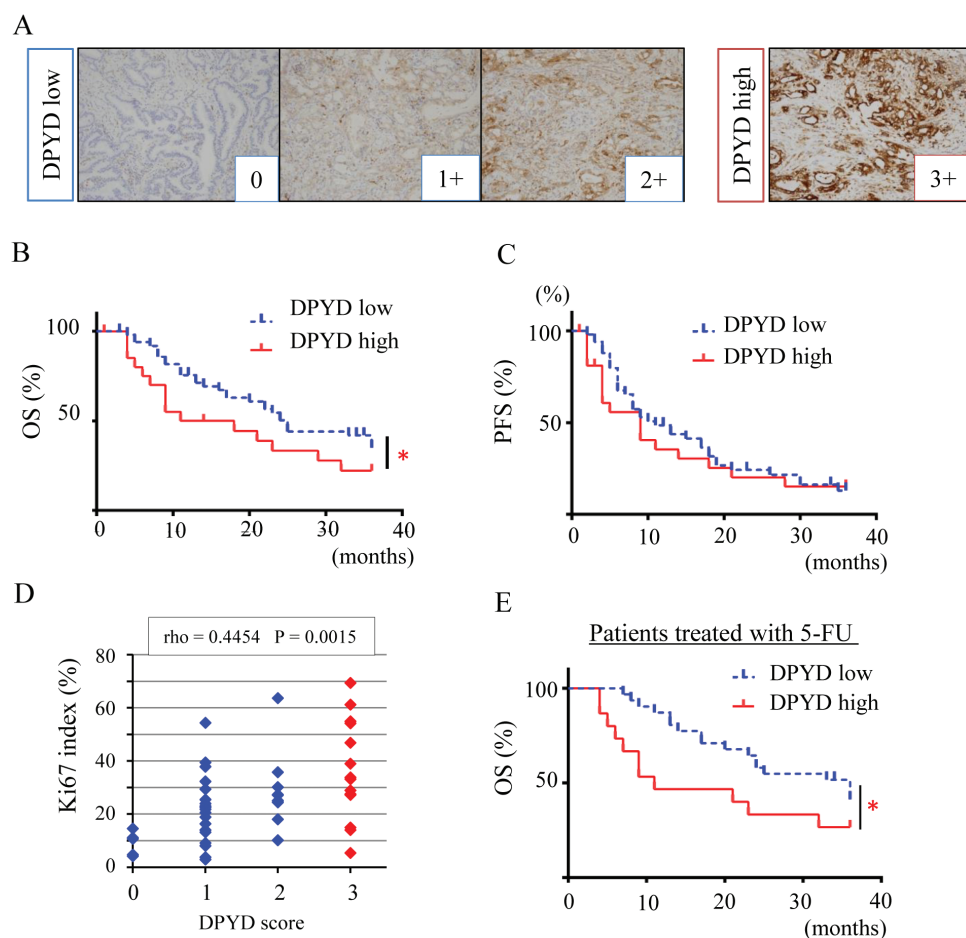 A
DPYD low
0
1+
2+
DPYD high
3+
B
DPYD low
DPYD high
OS (%)
100
50
0
10
20
30
40
(months)
*
C
(%)
DPYD low
DPYD high
PFS (%)
100
50
0
10
20
30
40
(months)
D
rho = 0.4454 P = 0.0015
Ki67 index (%)
80
60
40
20
0
0
1
2
3
DPYD score
E
Patients treated with 5-FU
DPYD low
DPYD high
OS (%)
100
50
0
10
20
30
40
(months)
*